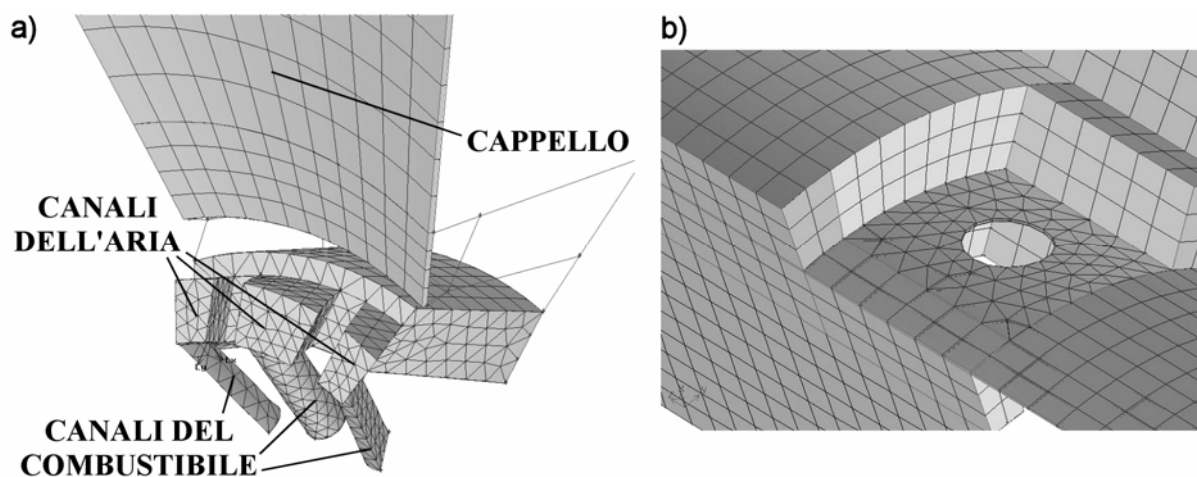 a)
b)
CAPPELLO
CANALI
DELL'ARIA
CANALI DEL
COMBUSTIBILE